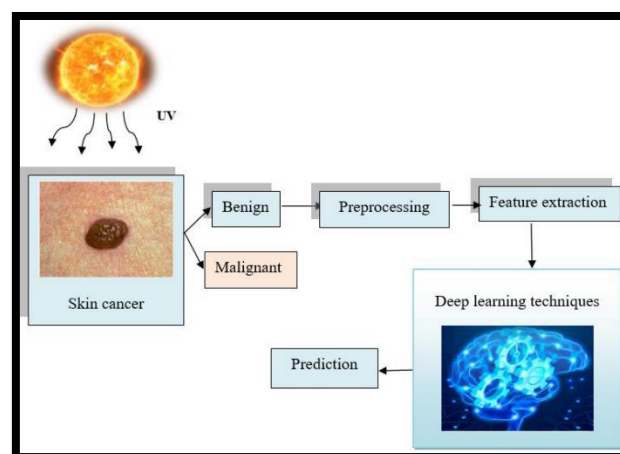 UV
Benign
Preprocessing
Feature extraction
Malignant
Skin cancer
Deep learning techniques
Prediction